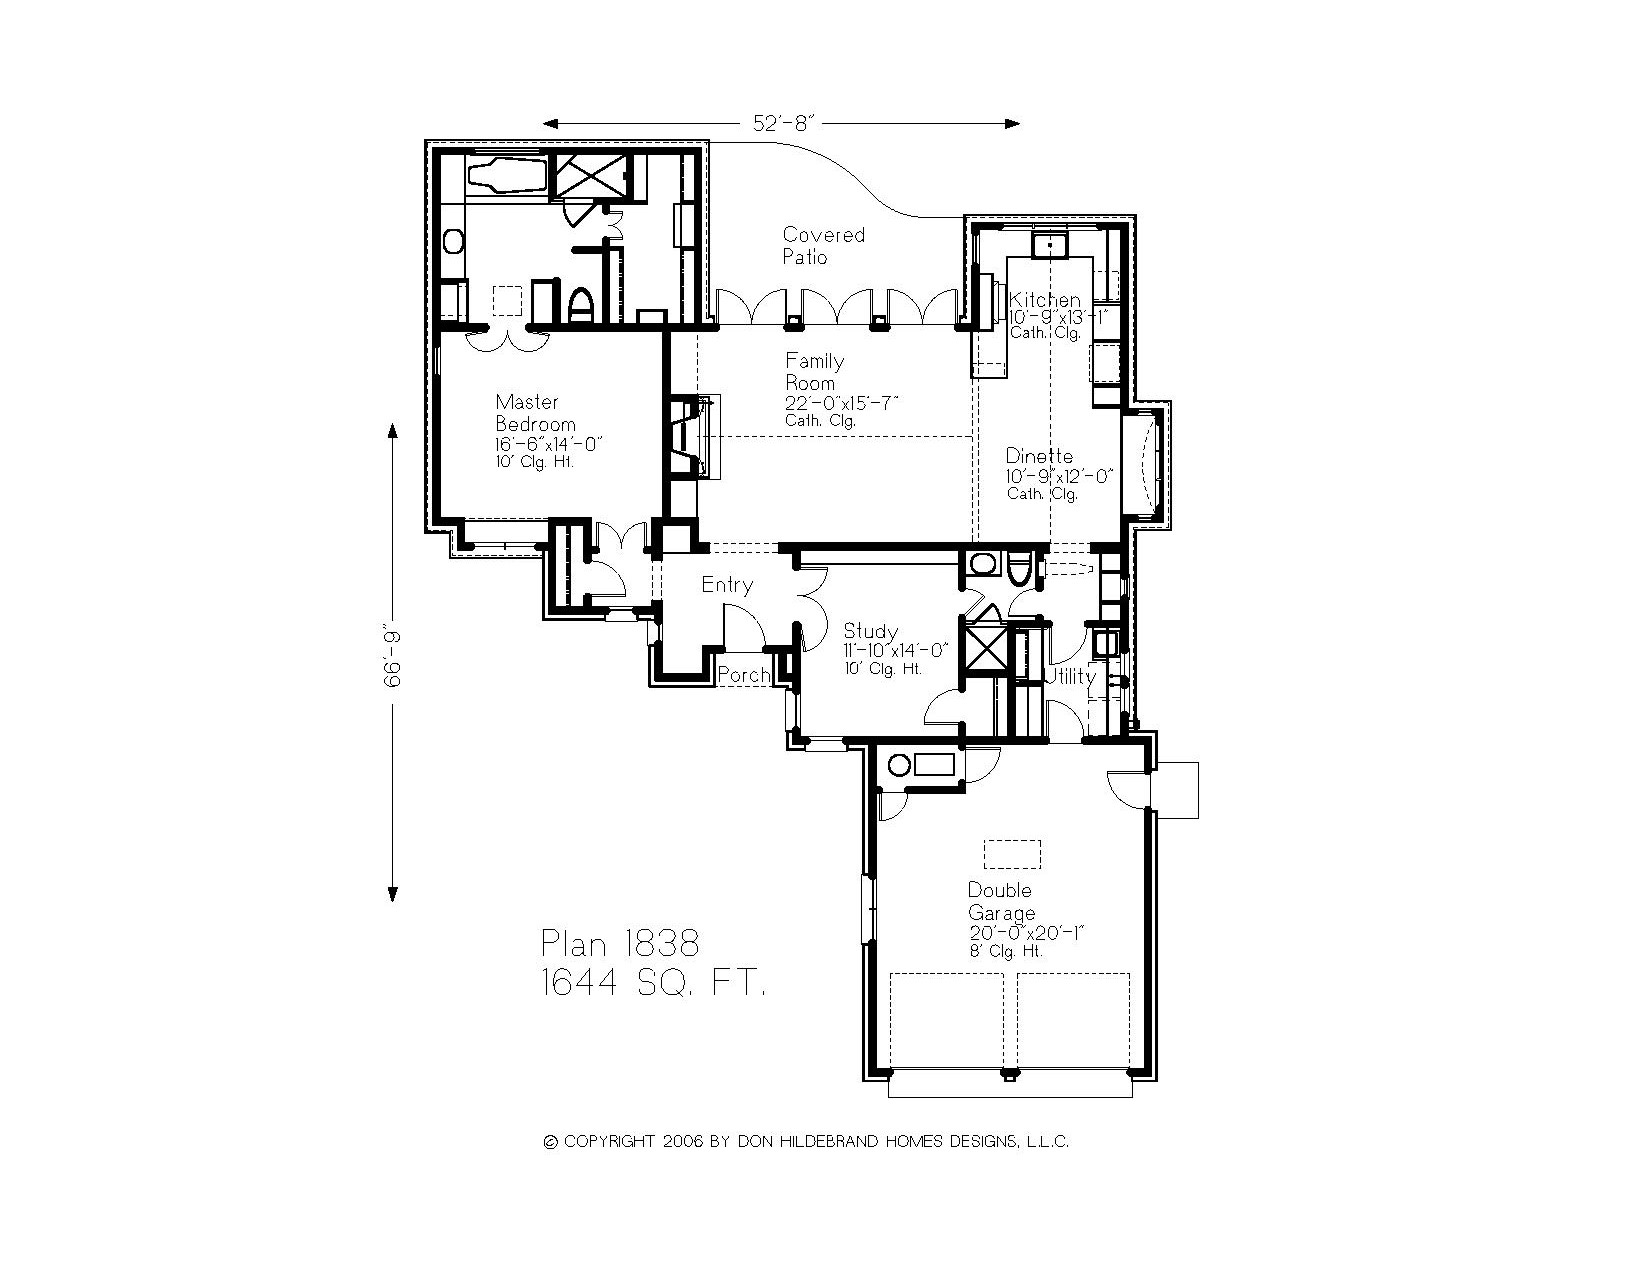 52'-8"
Covered
Patio
Kitchen
10'-9"x13'-1"
Cath. Clg.
Family
Room
22'-0"x15'-7"
Cath. Clg.
Master
Bedroom
16'-6"x14'-0"
10' Clg. Ht.
Dinette
10'-9"x12'-0"
Cath. Clg.
Entry
Study
11'-10"x14'-0"
10' Clg. Ht.
Porch
Utility
66'-9"
Double
Garage
20'-0"x20'-1"
8' Clg. Ht.
Plan 1838
1644 SQ. FT.
© COPYRIGHT 2006 BY DON HILDEBRAND HOMES DESIGNS, L.L.C.